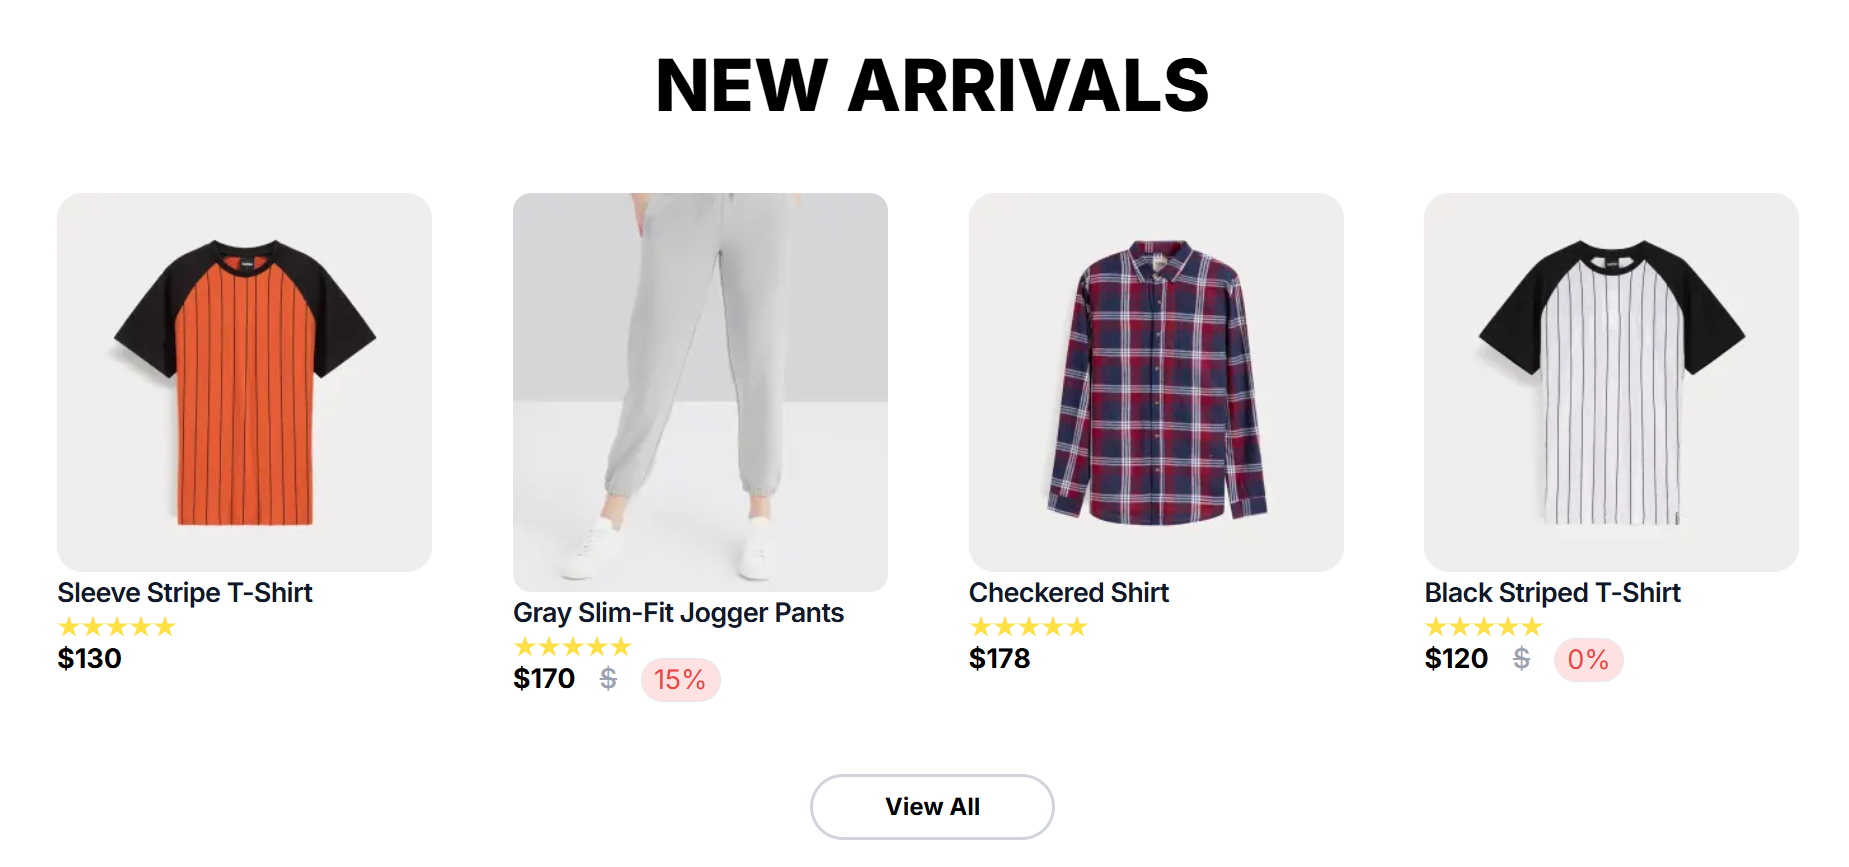 NEW ARRIVALS
Sleeve Stripe T-Shirt
★★★★★
$130
Gray Slim-Fit Jogger Pants
★★★★★
$170 $ 15%
Checkered Shirt
★★★★★
$178
Black Striped T-Shirt
★★★★★
$120 $ 0%
View All